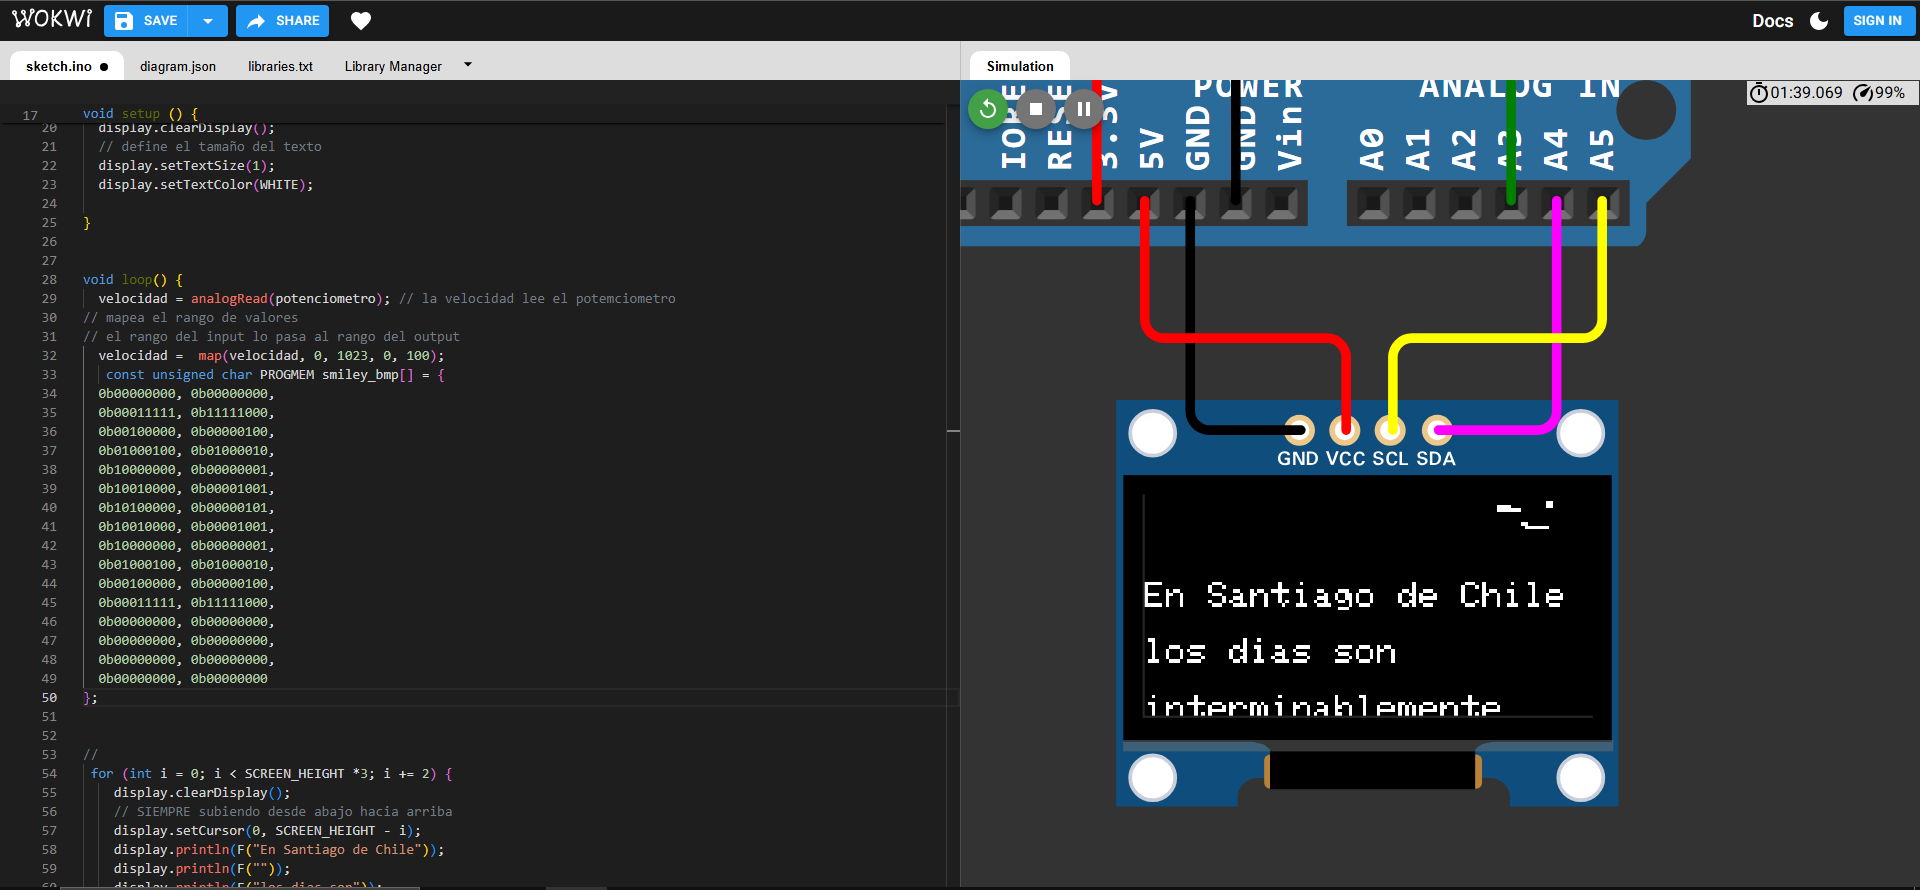 WOKWi
SAVE
SHARE
Docs
SIGN IN
sketch.ino
diagram.json
libraries.txt
Library Manager
17 void setup () {
20 display.clearDisplay();
21 // define el tamaño del texto
22 display.setTextSize(1);
23 display.setTextColor(WHITE);
24
25 }
26
27
28 void loop() {
29 velocidad = analogRead(potenciometro); // la velocidad lee el potemciometro
30 // mapea el rango de valores
31 // el rango del input lo pasa al rango del output
32 velocidad =  map(velocidad, 0, 1023, 0, 100);
33 const unsigned char PROGMEM smiley_bmp[] = {
34 0b00000000, 0b00000000,
35 0b00011111, 0b11111000,
36 0b00100000, 0b00000100,
37 0b01000100, 0b01000010,
38 0b10000000, 0b00000001,
39 0b10010000, 0b00001001,
40 0b10100000, 0b00000101,
41 0b10010000, 0b00001001,
42 0b10000000, 0b00000001,
43 0b01000100, 0b01000010,
44 0b00100000, 0b00000100,
45 0b00011111, 0b11111000,
46 0b00000000, 0b00000000,
47 0b00000000, 0b00000000,
48 0b00000000, 0b00000000,
49 0b00000000, 0b00000000
50 };
51
52
53 //
54 for (int i = 0; i < SCREEN_HEIGHT *3; i += 2) {
55 display.clearDisplay();
56 // SIEMPRE subiendo desde abajo hacia arriba
57 display.setCursor(0, SCREEN_HEIGHT - i);
58 display.println(F("En Santiago de Chile"));
59 display.println(F(""));
60 display.println(F("los dias son"));
Simulation
01:39.069
99%
POWER
ANALOG IN
IORE
RESE
3.3V
5V
GND
GND
Vin
A0
A1
A2
A3
A4
A5
GND VCC SCL SDA
En Santiago de Chile
los dias son
interminablemente